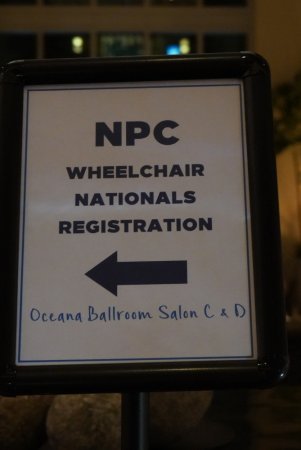 NPC
WHEELCHAIR
NATIONALS
REGISTRATION
Oceana Ballroom Salon C & D